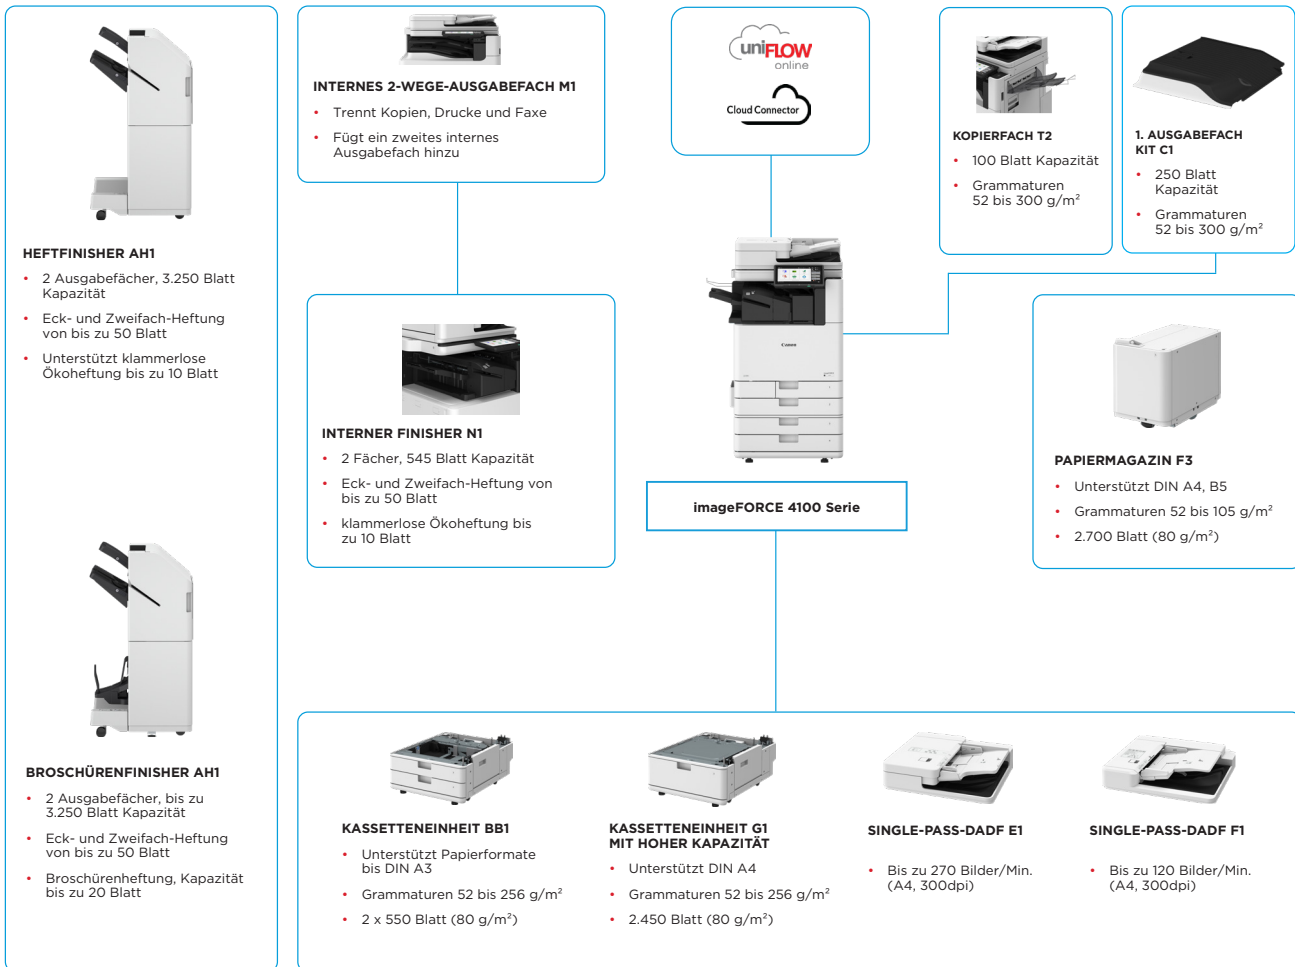 HEFTFINISHER AH1
• 2 Ausgabefächer, 3.250 Blatt
Kapazität
• Eck- und Zweifach-Heftung
von bis zu 50 Blatt
• Unterstützt klammerlose
Ökoheftung bis zu 10 Blatt
BROSCHÜRENFINISHER AH1
• 2 Ausgabefächer, bis zu
3.250 Blatt Kapazität
• Eck- und Zweifach-Heftung
von bis zu 50 Blatt
• Broschürenheftung, Kapazität
bis zu 20 Blatt
INTERNES 2-WEGE-AUSGABEFACH M1
• Trennt Kopien, Drucke und Faxe
• Fügt ein zweites internes
Ausgabefach hinzu
INTERNER FINISHER N1
• 2 Fächer, 545 Blatt Kapazität
• Eck- und Zweifach-Heftung von
bis zu 50 Blatt
• klammerlose Ökoheftung bis
zu 10 Blatt
uniFLOW
online
Cloud Connector
Canon
imageFORCE 4100 Serie
KOPIERFACH T2
• 100 Blatt Kapazität
• Grammaturen
52 bis 300 g/m²
1. AUSGABEFACH
KIT C1
• 250 Blatt
Kapazität
• Grammaturen
52 bis 300 g/m²
PAPIERMAGAZIN F3
• Unterstützt DIN A4, B5
• Grammaturen 52 bis 105 g/m²
• 2.700 Blatt (80 g/m²)
KASSETTENEINHEIT BB1
• Unterstützt Papierformate
bis DIN A3
• Grammaturen 52 bis 256 g/m²
• 2 x 550 Blatt (80 g/m²)
KASSETTENEINHEIT G1
MIT HOHER KAPAZITÄT
• Unterstützt DIN A4
• Grammaturen 52 bis 256 g/m²
• 2.450 Blatt (80 g/m²)
SINGLE-PASS-DADF E1
• Bis zu 270 Bilder/Min.
(A4, 300dpi)
SINGLE-PASS-DADF F1
• Bis zu 120 Bilder/Min.
(A4, 300dpi)